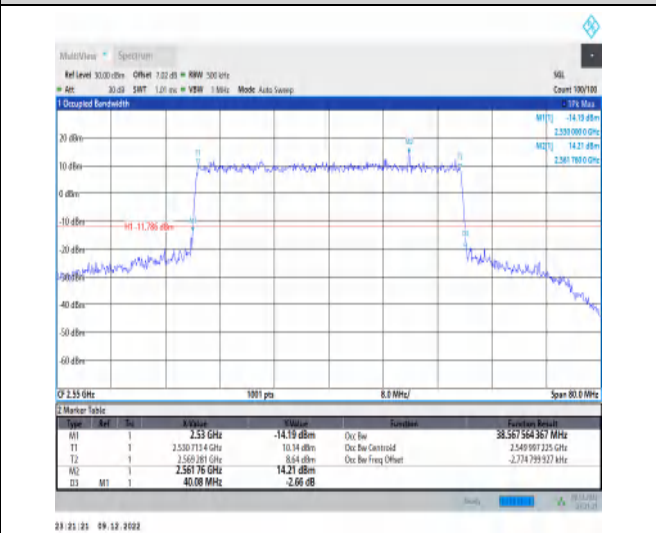 MultiView Spectrum
Ref Level 30.00 dBm Offset 7.02 dB RBW 500 kHz SGL
Att 30 dB SWT 1.01 ms VBW 1 MHz Mode Auto Sweep Count 100/100
1 Occupied Bandwidth 1Pk Max
M1[1] -14.19 dBm
2.530 000 0 GHz
M2[1] 14.21 dBm
2.561 760 0 GHz
20 dBm
10 dBm
0 dBm
-10 dBm
H1 -11.786 dBm
-20 dBm
-30 dBm
-40 dBm
-50 dBm
-60 dBm
T1
M2
T2
M1
D3
CF 2.55 GHz 1001 pts 8.0 MHz/ Span 80.0 MHz
2 Marker Table
Type Ref Trc X-Value Y-Value Function Function Result
M1 1 2.53 GHz -14.19 dBm Occ Bw 38.567 564 367 MHz
T1 1 2.530 713 4 GHz 10.34 dBm Occ Bw Centroid 2.549 997 225 GHz
T2 1 2.569 281 GHz 8.64 dBm Occ Bw Freq Offset -2.774 799 927 kHz
M2 1 2.561 76 GHz 14.21 dBm
D3 M1 1 40.08 MHz -2.66 dB
Ready
23:21:21 09.12.2022